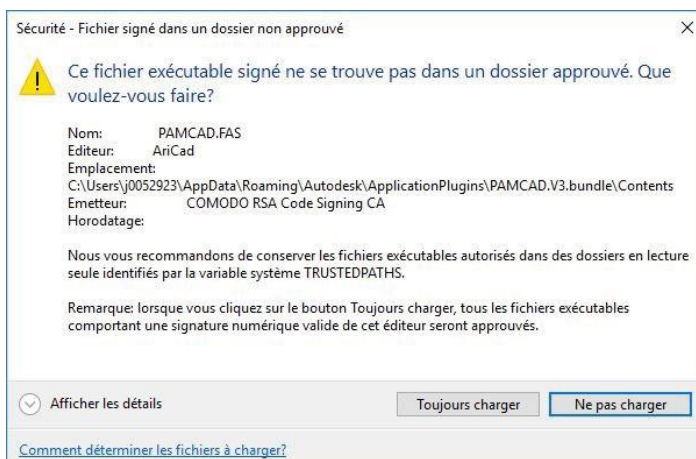 Sécurité - Fichier signé dans un dossier non approuvé
Ce fichier exécutable signé ne se trouve pas dans un dossier approuvé. Que
voulez-vous faire?
Nom: PAMCAD.FAS
Editeur: AriCad
Emplacement:
C:\Users\j0052923\AppData\Roaming\Autodesk\ApplicationPlugins\PAMCAD.V3.bundle\Contents
Emetteur: COMODO RSA Code Signing CA
Horodatage:
Nous vous recommandons de conserver les fichiers exécutables autorisés dans des dossiers en lecture
seule identifiés par la variable système TRUSTEDPATHS.
Remarque: lorsque vous cliquez sur le bouton Toujours charger, tous les fichiers exécutables
comportant une signature numérique valide de cet éditeur seront approuvés.
Afficher les détails Toujours charger Ne pas charger
Comment déterminer les fichiers à charger?